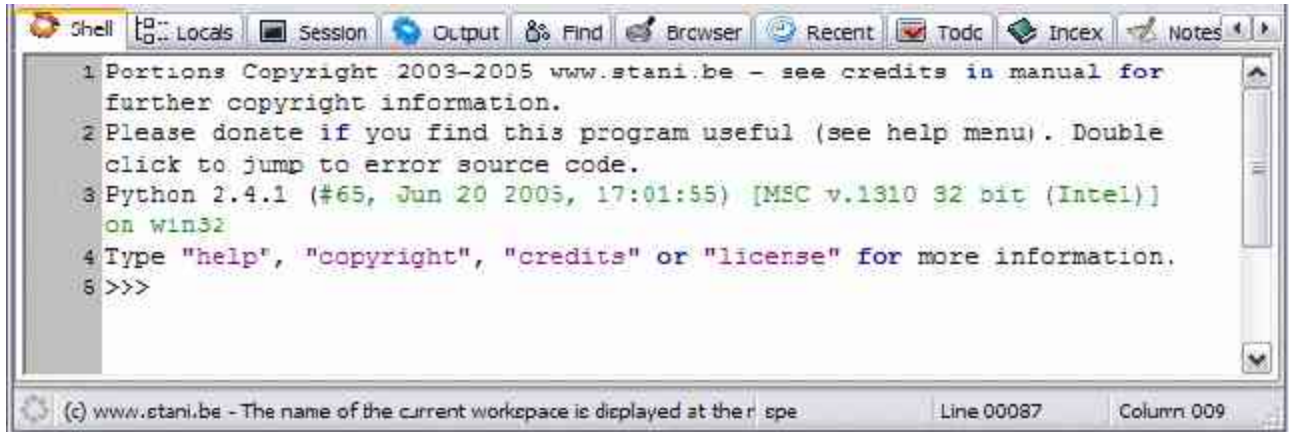 Shell Locals Session Output Find Browser Recent Todo Index Notes
1 Portions Copyright 2003-2005 www.stani.be - see credits in manual for
further copyright information.
2 Please donate if you find this program useful (see help menu). Double
click to jump to error source code.
3 Python 2.4.1 (#65, Jun 20 2005, 17:01:55) [MSC v.1310 32 bit (Intel)]
on win32
4 Type "help", "copyright", "credits" or "license" for more information.
5 >>>
(c) www.stani.be - The name of the current workspace is displayed at the r spe Line 00087 Column 009